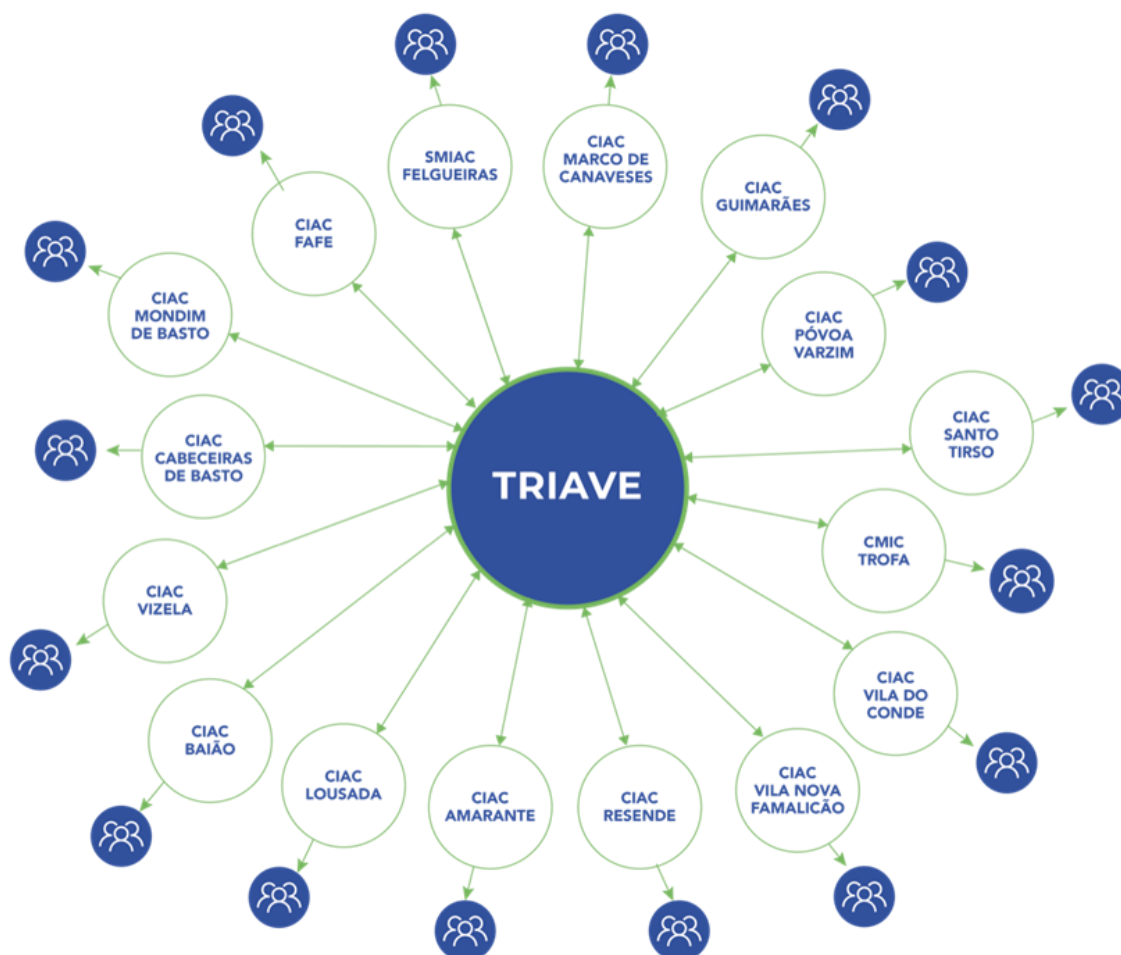 SMIAC
FELGUEIRAS
CIAC
MARCO DE
CANAVESES
CIAC
GUIMARÃES
CIAC
FAFE
CIAC
MONDIM
DE BASTO
CIAC
PÓVOA
VARZIM
CIAC
SANTO
TIRSO
CIAC
CABECEIRAS
DE BASTO
TRIAVE
CMIC
TROFA
CIAC
VIZELA
CIAC
VILA DO
CONDE
CIAC
BAIÃO
CIAC
LOUSADA
CIAC
AMARANTE
CIAC
RESENDE
CIAC
VILA NOVA
FAMALICÃO